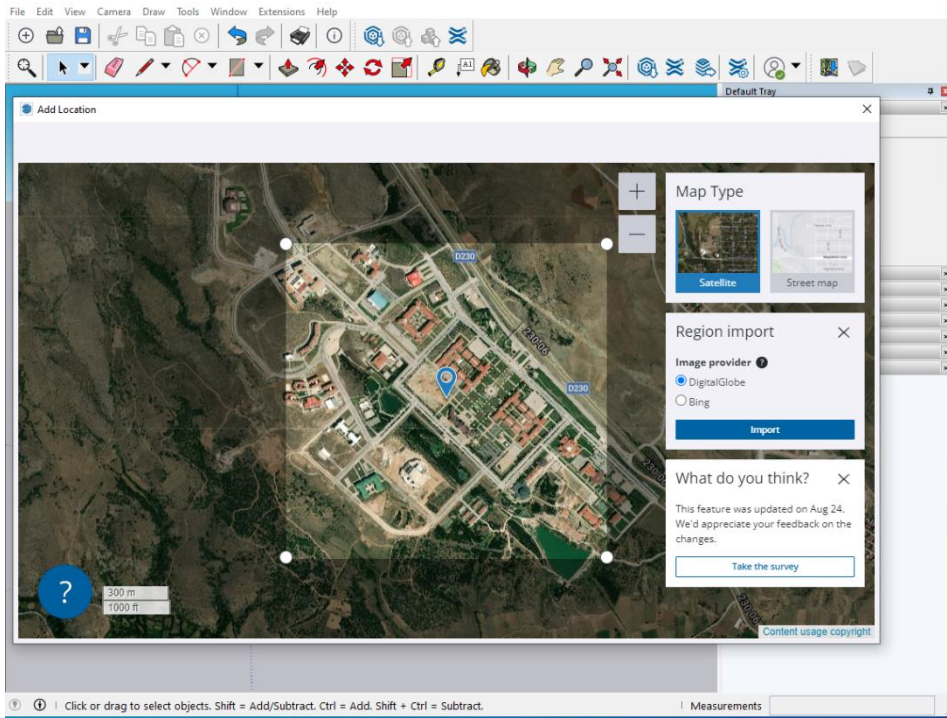 File Edit View Camera Draw Tools Window Extensions Help
A1
Default Tray
Add Location
+
−
Map Type
Satellite
Street map
D230
230-06
D230
Region import
Image provider ?
DigitalGlobe
Bing
Import
What do you think?
This feature was updated on Aug 24.
We'd appreciate your feedback on the
changes.
Take the survey
?
300 m
1000 ft
Content usage copyright
Click or drag to select objects. Shift = Add/Subtract. Ctrl = Add. Shift + Ctrl = Subtract.
Measurements